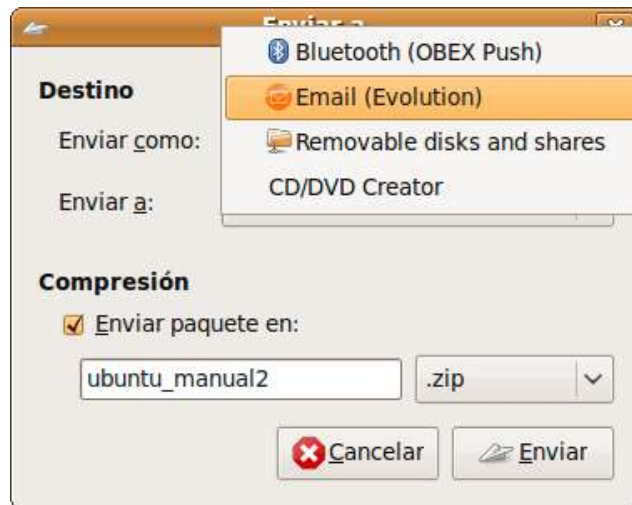 Enviar a
Bluetooth (OBEX Push)
Destino
Email (Evolution)
Enviar como:
Removable disks and shares
CD/DVD Creator
Enviar a:
Compresión
Enviar paquete en:
ubuntu_manual2
.zip
Cancelar
Enviar